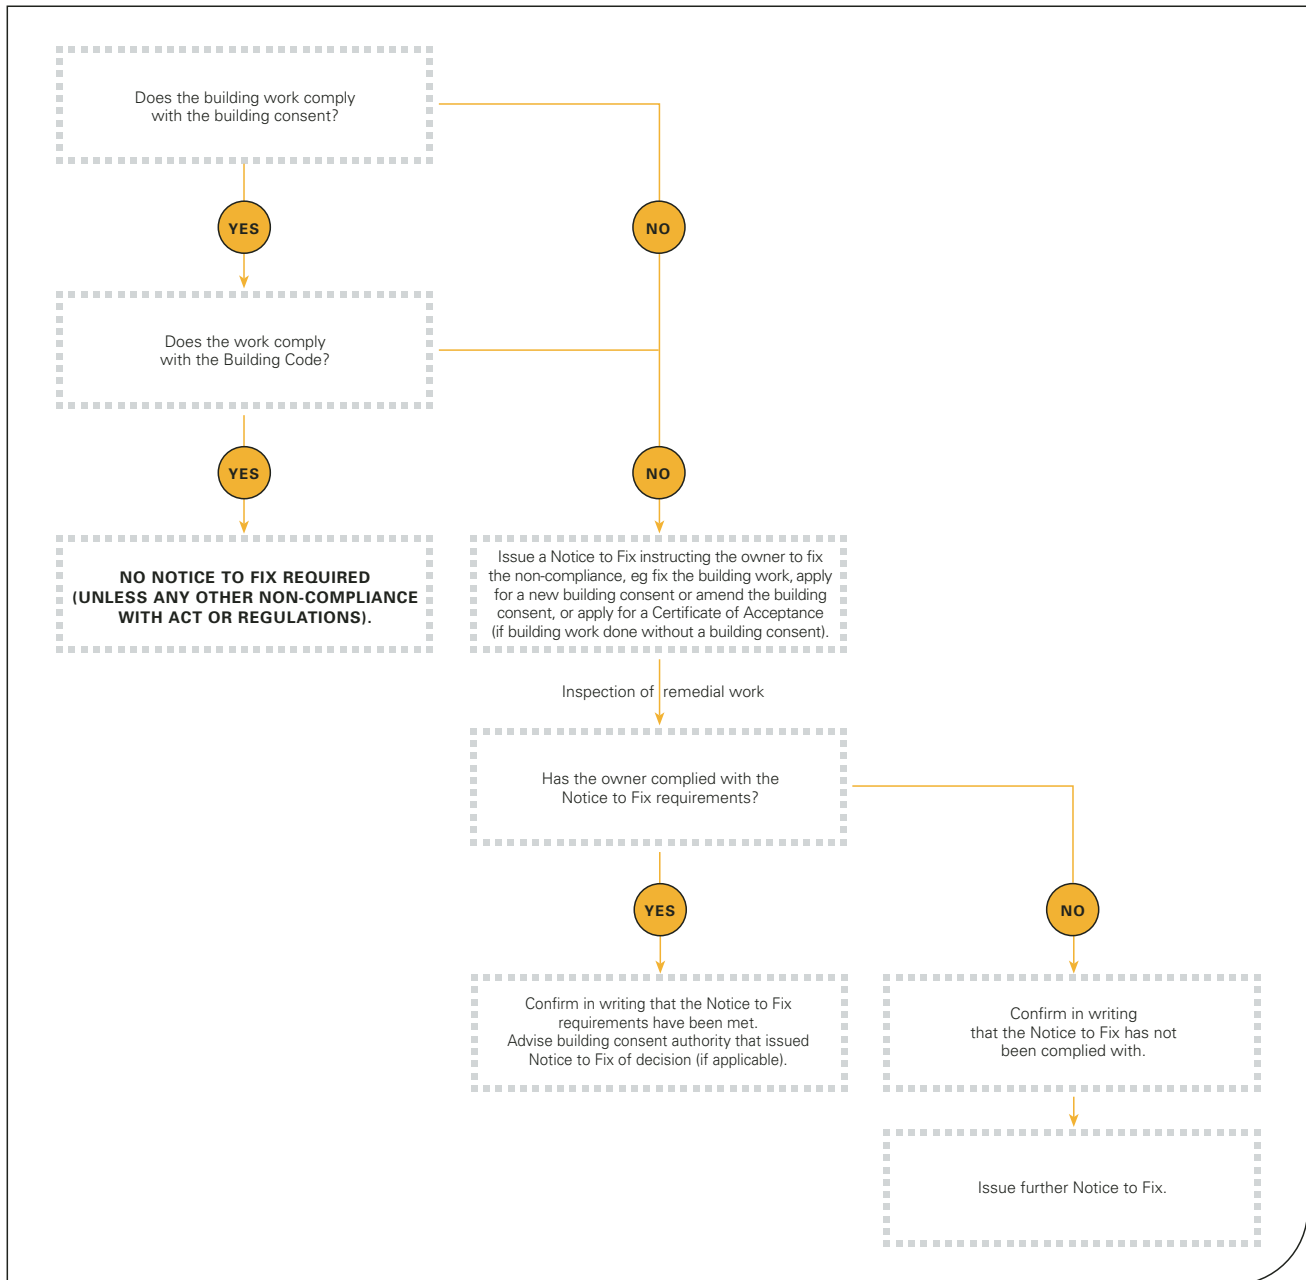 Does the building work comply
with the building consent?
YES
NO
Does the work comply
with the Building Code?
YES
NO
NO NOTICE TO FIX REQUIRED
(UNLESS ANY OTHER NON-COMPLIANCE
WITH ACT OR REGULATIONS).
Issue a Notice to Fix instructing the owner to fix
the non-compliance, eg fix the building work, apply
for a new building consent or amend the building
consent, or apply for a Certificate of Acceptance
(if building work done without a building consent).
Inspection of remedial work
Has the owner complied with the
Notice to Fix requirements?
YES
NO
Confirm in writing that the Notice to Fix
requirements have been met.
Advise building consent authority that issued
Notice to Fix of decision (if applicable).
Confirm in writing
that the Notice to Fix has not
been complied with.
Issue further Notice to Fix.